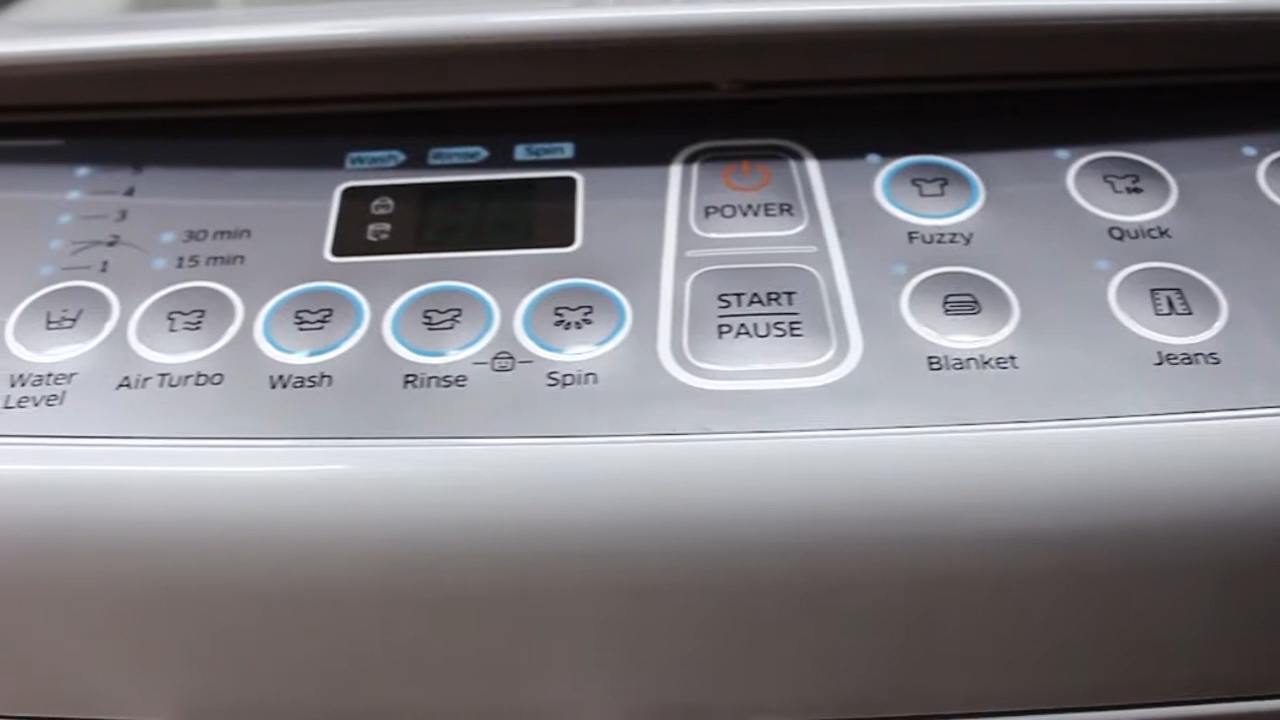 Wash
Rinse
Spin
5
4
3
2
1
30 min
15 min
Water
Level
Air Turbo
Wash
Rinse
Spin
POWER
START
PAUSE
Fuzzy
Quick
Blanket
Jeans